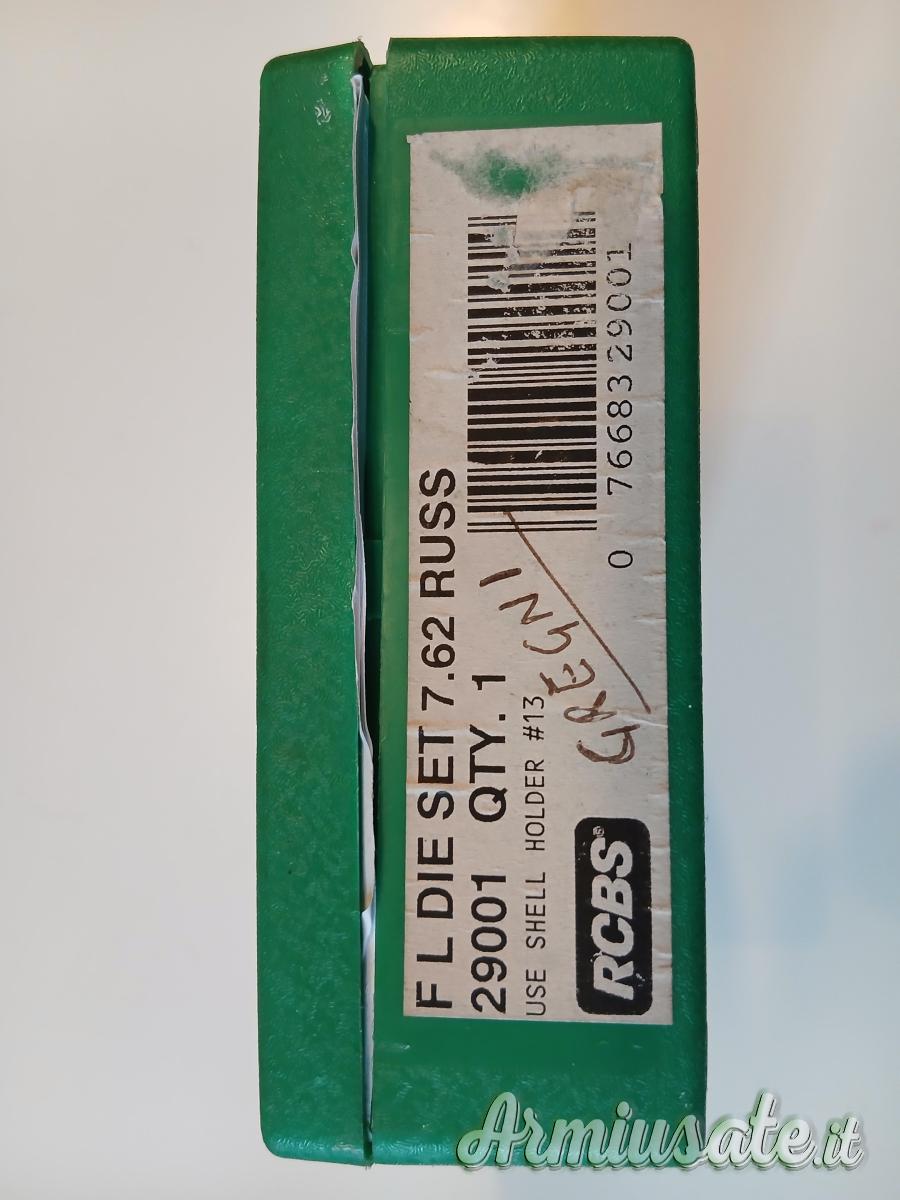 F L DIE SET 7.62 RUSS
29001 QTY. 1
USE SHELL HOLDER #13
RCBS®
GREGNI
0 76683 29001
Armiusate.it